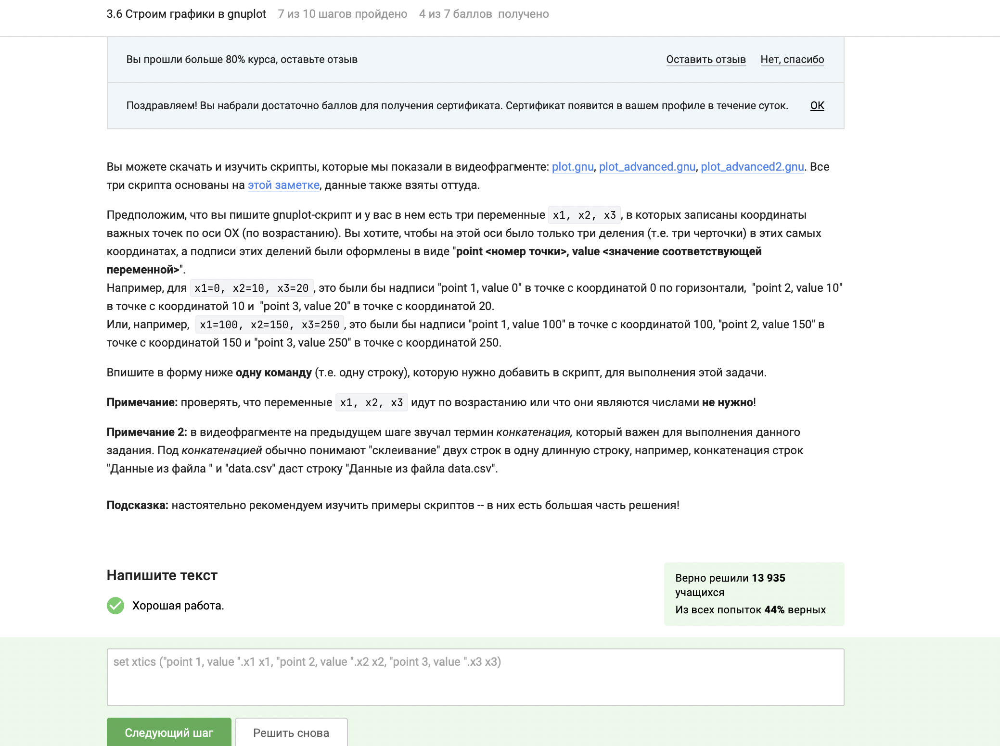 3.6 Строим графики в gnuplot 7 из 10 шагов пройдено 4 из 7 баллов получено
Вы прошли больше 80% курса, оставьте отзыв Оставить отзыв Нет, спасибо
Поздравляем! Вы набрали достаточно баллов для получения сертификата. Сертификат появится в вашем профиле в течение суток. ОК
Вы можете скачать и изучить скрипты, которые мы показали в видеофрагменте: plot.gnu, plot_advanced.gnu, plot_advanced2.gnu. Все
три скрипта основаны на этой заметке, данные также взяты оттуда.
Предположим, что вы пишите gnuplot-скрипт и у вас в нем есть три переменные x1, x2, x3, в которых записаны координаты
важных точек по оси OX (по возрастанию). Вы хотите, чтобы на этой оси было только три деления (т.е. три черточки) в этих самых
координатах, а подписи этих делений были оформлены в виде "point <номер точки>, value <значение соответствующей
переменной>".
Например, для x1=0, x2=10, x3=20, это были бы надписи "point 1, value 0" в точке с координатой 0 по горизонтали, "point 2, value 10"
в точке с координатой 10 и "point 3, value 20" в точке с координатой 20.
Или, например, x1=100, x2=150, x3=250, это были бы надписи "point 1, value 100" в точке с координатой 100, "point 2, value 150" в
точке с координатой 150 и "point 3, value 250" в точке с координатой 250.
Впишите в форму ниже одну команду (т.е. одну строку), которую нужно добавить в скрипт, для выполнения этой задачи.
Примечание: проверять, что переменные x1, x2, x3 идут по возрастанию или что они являются числами не нужно!
Примечание 2: в видеофрагменте на предыдущем шаге звучал термин конкатенация, который важен для выполнения данного
задания. Под конкатенацией обычно понимают "склеивание" двух строк в одну длинную строку, например, конкатенация строк
"Данные из файла " и "data.csv" даст строку "Данные из файла data.csv".
Подсказка: настоятельно рекомендуем изучить примеры скриптов -- в них есть большая часть решения!
Напишите текст
Хорошая работа.
Верно решили 13 935
учащихся
Из всех попыток 44% верных
set xtics ("point 1, value ".x1 x1, "point 2, value ".x2 x2, "point 3, value ".x3 x3)
Следующий шаг Решить снова